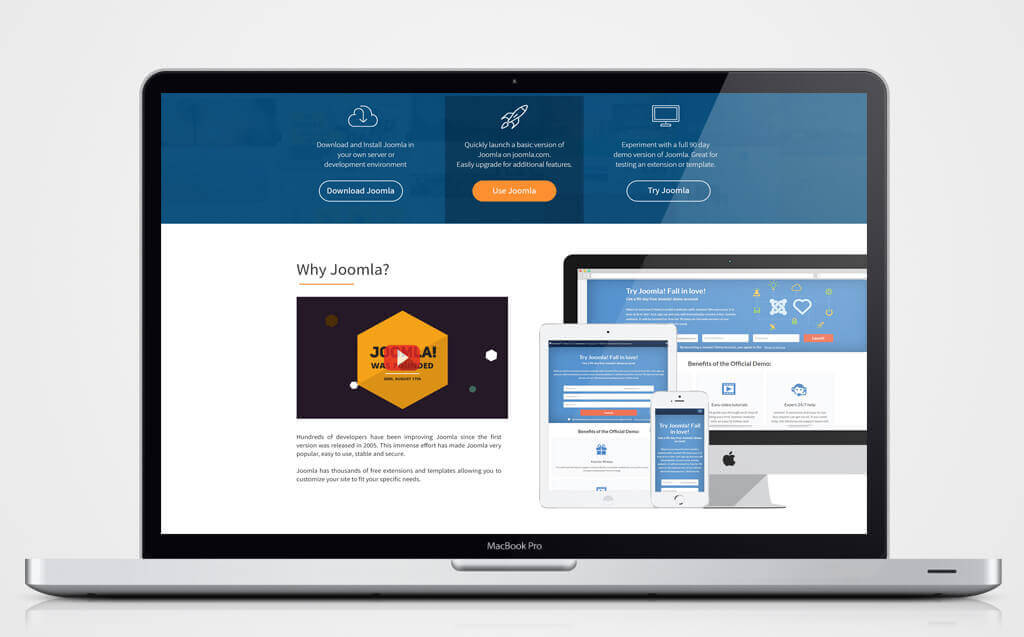 Download and Install Joomla in
your own server or
development environment
Download Joomla
Quickly launch a basic version of
Joomla on joomla.com.
Easily upgrade for additional features.
Use Joomla
Experiment with a full 90 day
demo version of Joomla. Great for
testing an extension or template.
Try Joomla
Why Joomla?
JOOMLA!
WAS FOUNDED
Hundreds of developers have been improving Joomla since the first
version was released in 2005. This immense effort has made Joomla very
popular, easy to use, stable and secure.
Joomla has thousands of free extensions and templates allowing you to
customize your site to fit your specific needs.
Try Joomla! Fall in love!
Get a 90 day free Joomla! demo account
Benefits of the Official Demo:
Easy video tutorials
Expert 24/7 help
Try Joomla! Fall in love!
Benefits of the Official Demo:
Try Joomla! Fall
in love!
MacBook Pro